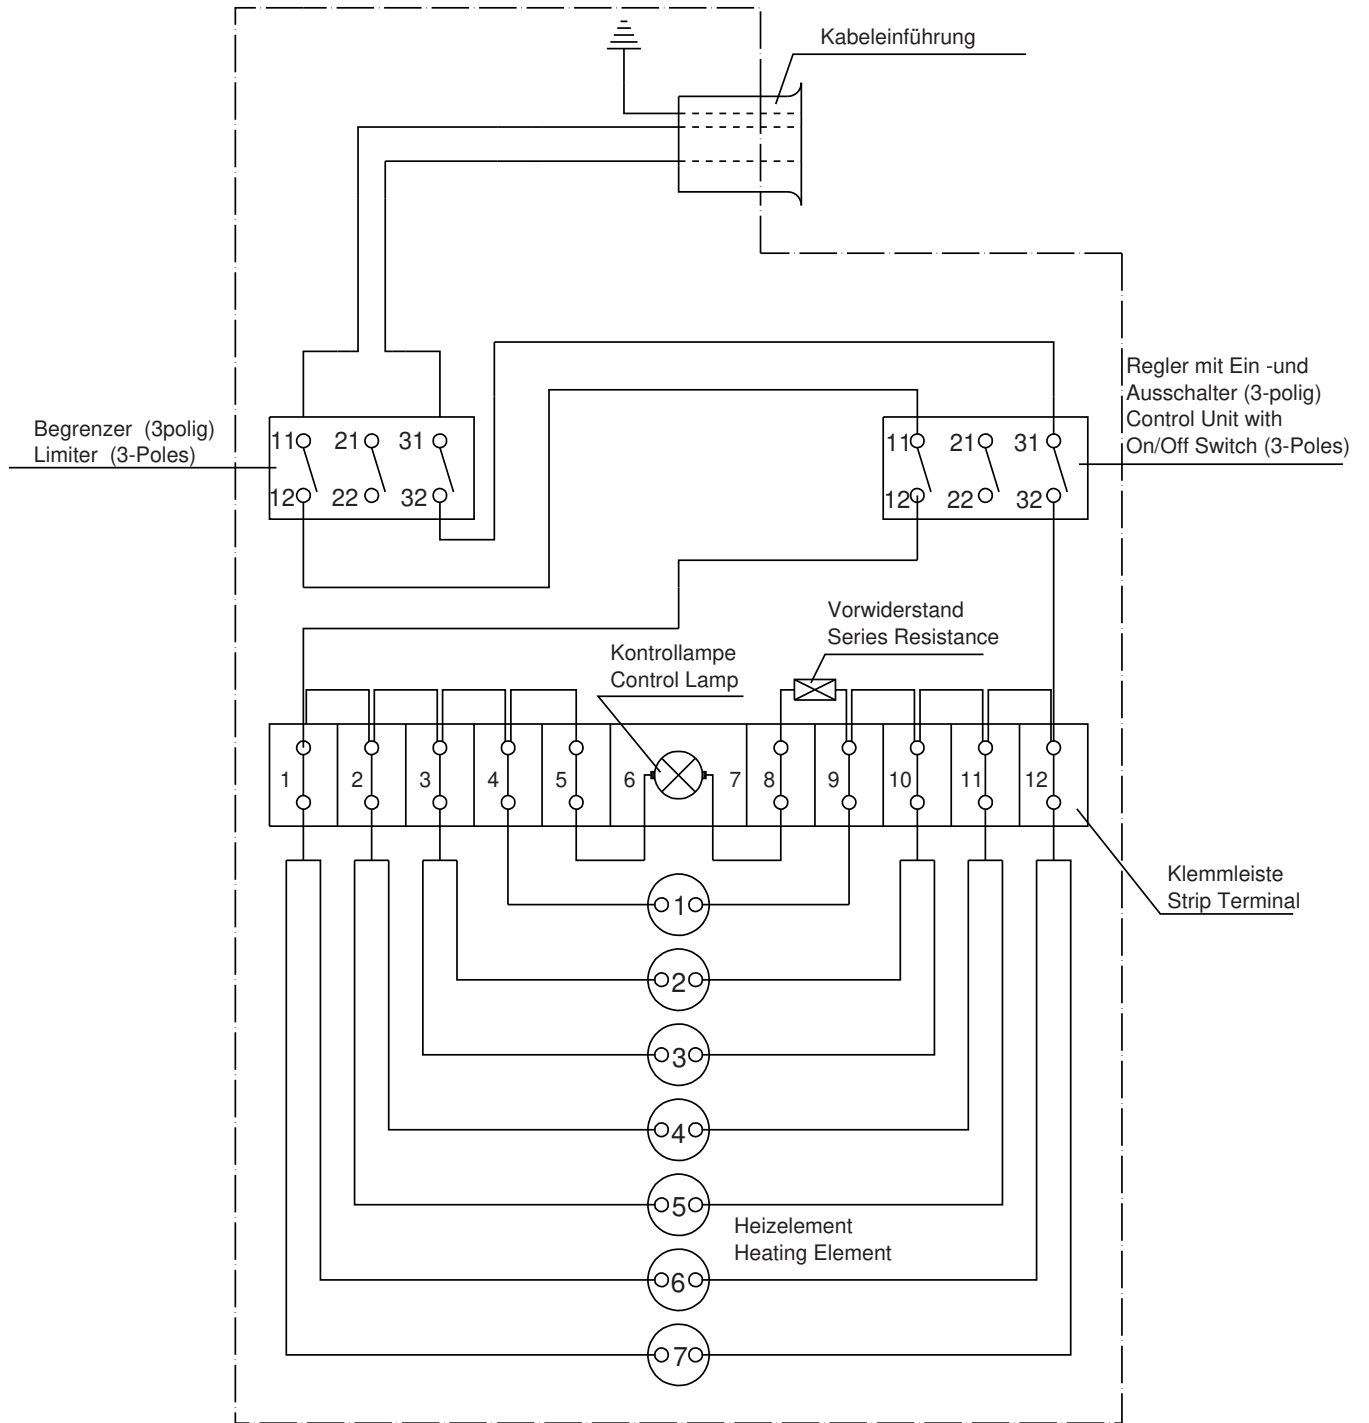 Kabeleinführung
Regler mit Ein -und
Ausschalter (3-polig)
Control Unit with
On/Off Switch (3-Poles)
Begrenzer (3polig)
Limiter (3-Poles)
11 21 31
12 22 32
11 21 31
12 22 32
Vorwiderstand
Series Resistance
Kontrollampe
Control Lamp
1 2 3 4 5 6 7 8 9 10 11 12
Klemmleiste
Strip Terminal
1
2
3
4
5
Heizelement
Heating Element
6
7